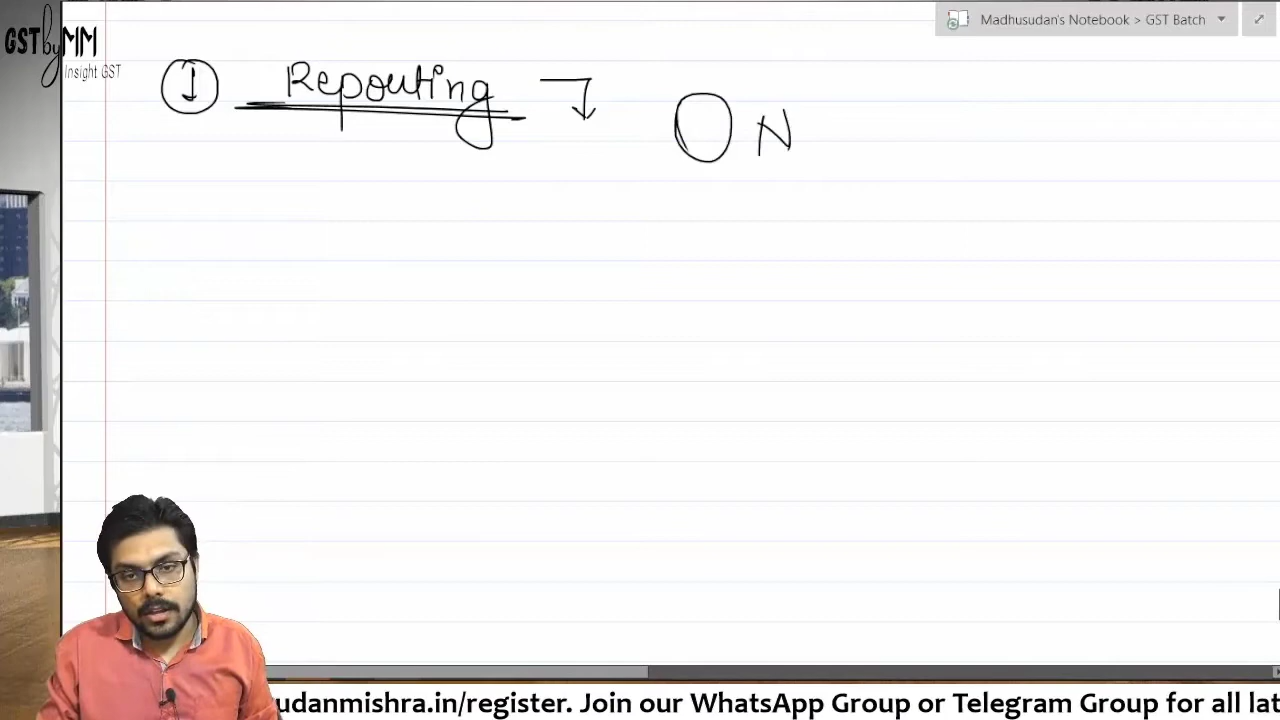 GST by MM
Insight GST
Madhusudan's Notebook > GST Batch
① Reporting
O N
udanmishra.in/register. Join our WhatsApp Group or Telegram Group for all lat